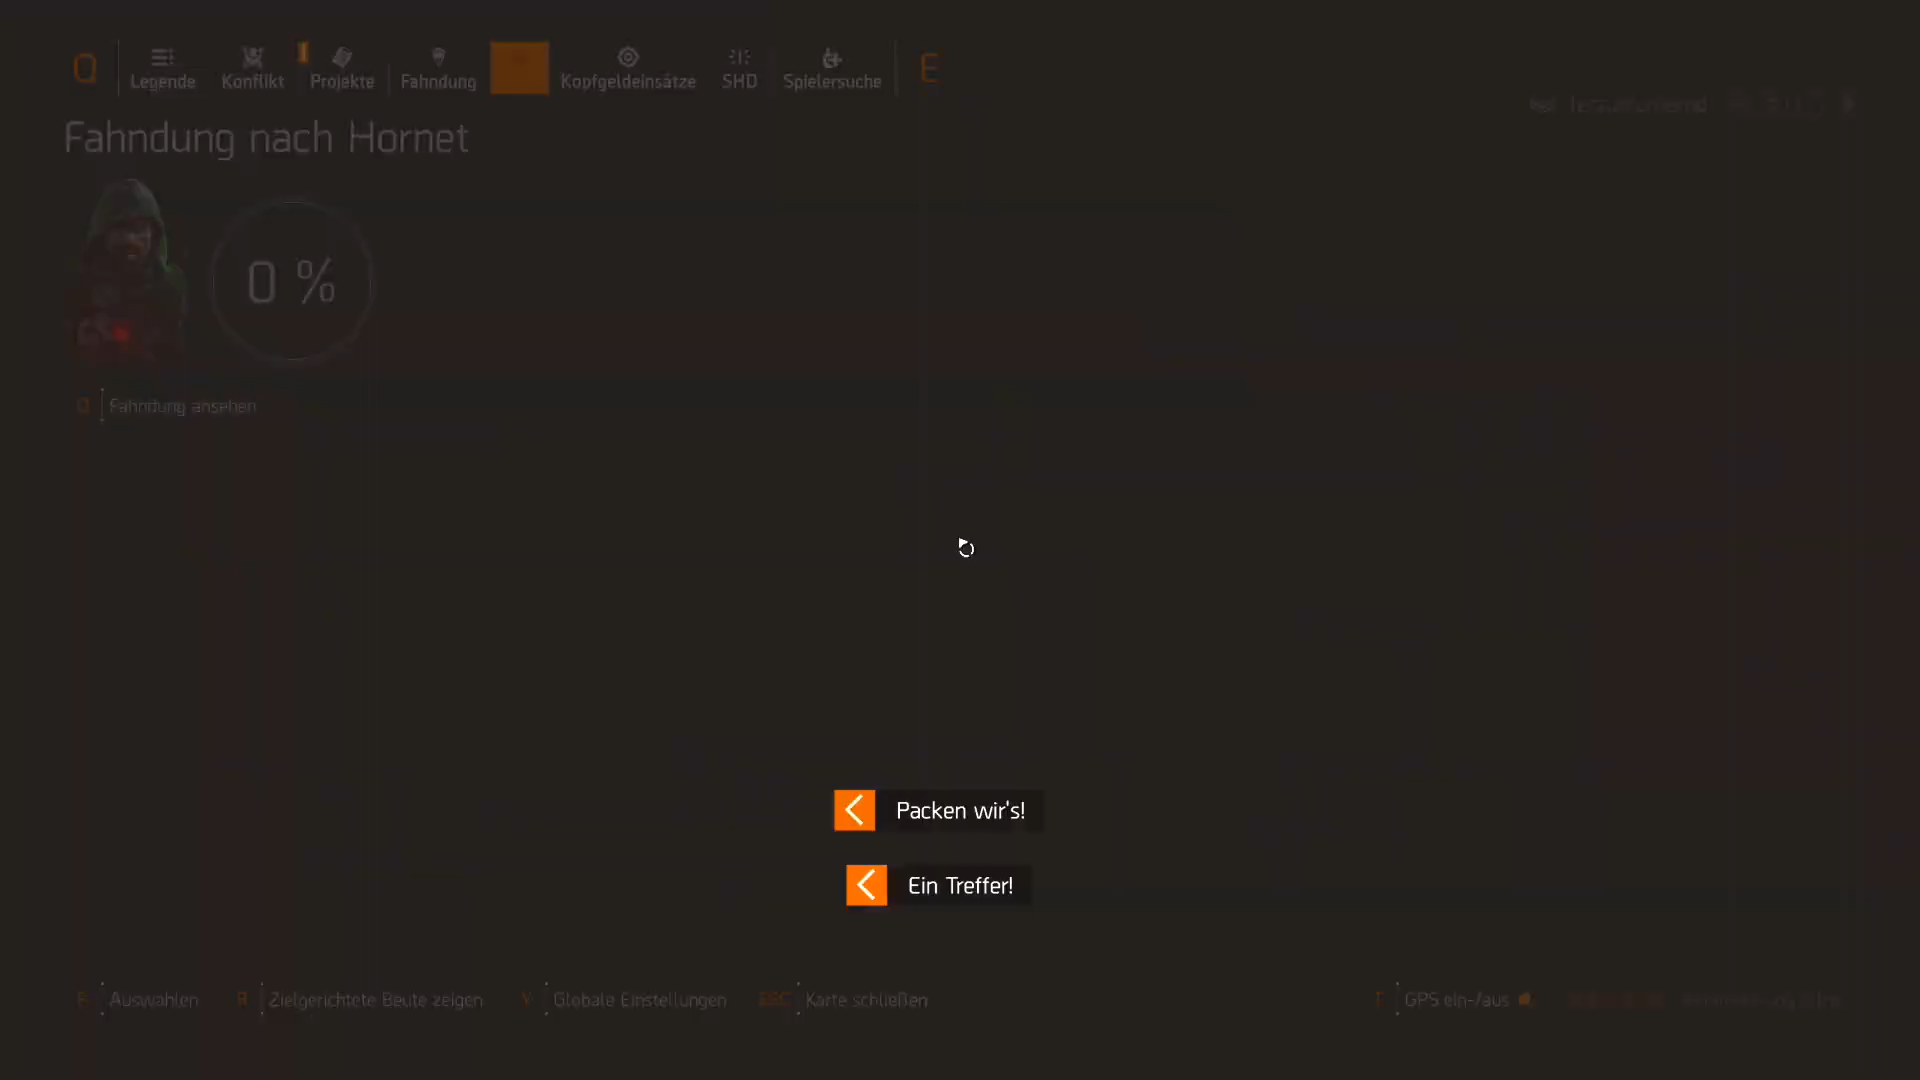 Q
Legende
Konflikt
Projekte
Fahndung
Kopfgeldeinsätze
SHD
Spielersuche
E
Fahndung nach Hornet
0 %
Fahndung ansehen
Packen wir's!
Ein Treffer!
F Auswählen
R Zielgerichtete Beute zeigen
Y Globale Einstellungen
ESC Karte schließen
T GPS ein-/aus